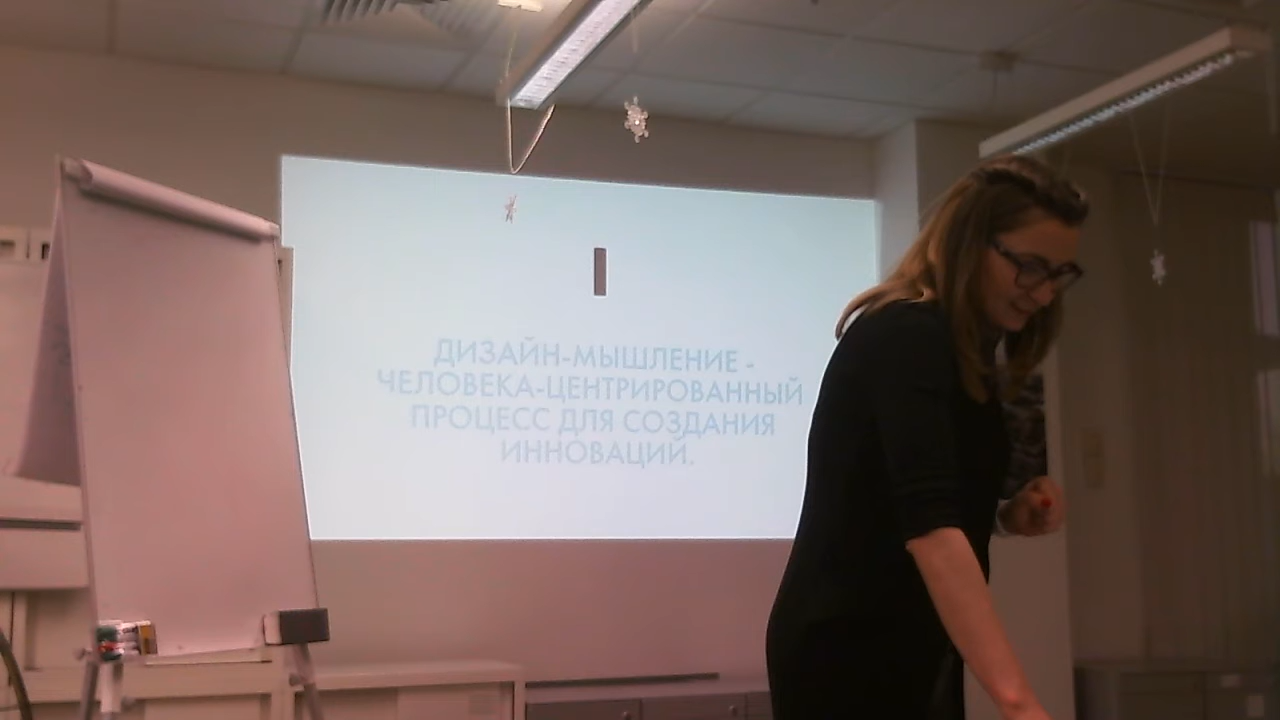 ДИЗАЙН-МЫШЛЕНИЕ -
ЧЕЛОВЕКА-ЦЕНТРИРОВАННЫЙ
ПРОЦЕСС ДЛЯ СОЗДАНИЯ
ИННОВАЦИЙ.